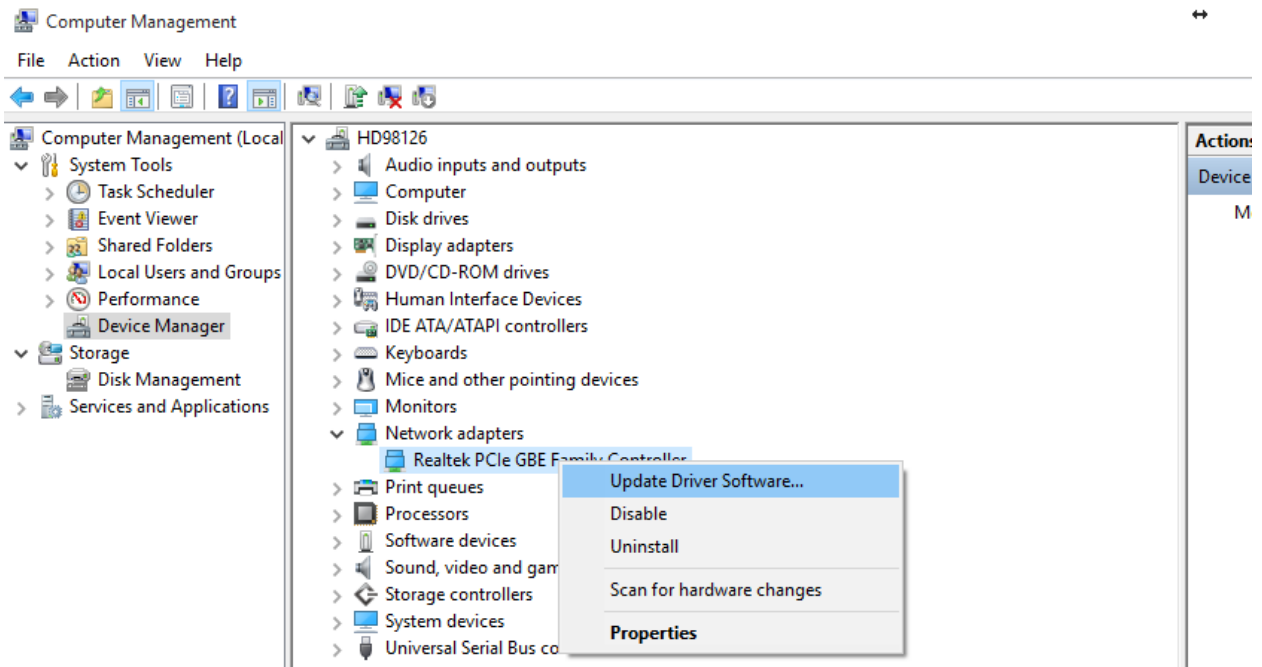 Computer Management
File Action View Help
Computer Management (Local
System Tools
Task Scheduler
Event Viewer
Shared Folders
Local Users and Groups
Performance
Device Manager
Storage
Disk Management
Services and Applications
HD98126
Audio inputs and outputs
Computer
Disk drives
Display adapters
DVD/CD-ROM drives
Human Interface Devices
IDE ATA/ATAPI controllers
Keyboards
Mice and other pointing devices
Monitors
Network adapters
Realtek PCIe GBE Family Controller
Print queues
Processors
Software devices
Sound, video and gam
Storage controllers
System devices
Universal Serial Bus co
Update Driver Software...
Disable
Uninstall
Scan for hardware changes
Properties
Actions
Device
M